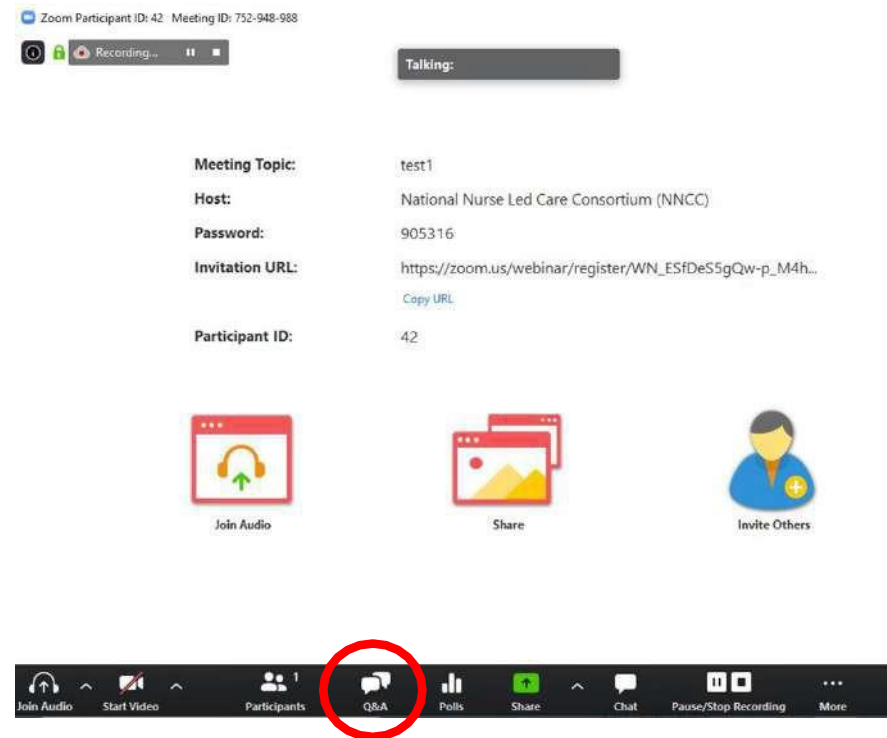 Zoom Participant ID: 42 Meeting ID: 752-948-988
Recording...
Talking:
Meeting Topic: test1
Host: National Nurse Led Care Consortium (NNCC)
Password: 905316
Invitation URL: https://zoom.us/webinar/register/WN_ESfDeS5gQw-p_M4h...
Copy URL
Participant ID: 42
Join Audio Share Invite Others
1
Join Audio Start Video Participants Q&A Polls Share Chat Pause/Stop Recording More